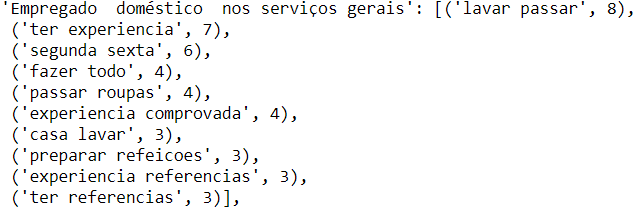 'Empregado  doméstico  nos serviços gerais': [('lavar passar', 8),
('ter experiencia', 7),
('segunda sexta', 6),
('fazer todo', 4),
('passar roupas', 4),
('experiencia comprovada', 4),
('casa lavar', 3),
('preparar refeicoes', 3),
('experiencia referencias', 3),
('ter referencias', 3)],